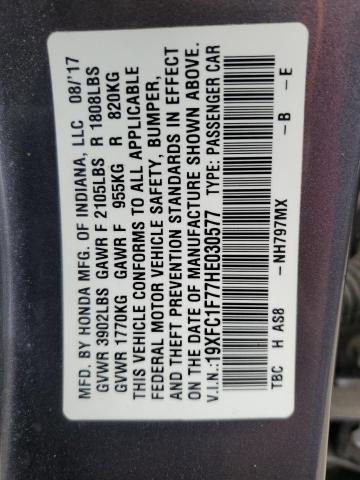 MFD. BY HONDA MFG. OF INDIANA, LLC 08/'17
GVWR 3902LBS GAWR F 2105LBS R 1808LBS
GVWR 1770KG GAWR F 955KG R 820KG
THIS VEHICLE CONFORMS TO ALL APPLICABLE
FEDERAL MOTOR VEHICLE SAFETY, BUMPER,
AND THEFT PREVENTION STANDARDS IN EFFECT
ON THE DATE OF MANUFACTURE SHOWN ABOVE.
V.I.N.:19XFC1F77HE030577 TYPE: PASSENGER CAR
TBC H AS8 -NH797MX -B -E